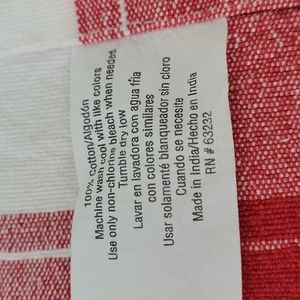 100% Cotton/Algodón
Machine wash cool with like colors
Use only non-chlorine bleach when needed
Tumble dry low
Lavar en lavadora con agua fria
con colores similares
Usar solamenté blanqueador sin cloro
Cuando se necesite
Made in India/Hecho en India
RN # 63232